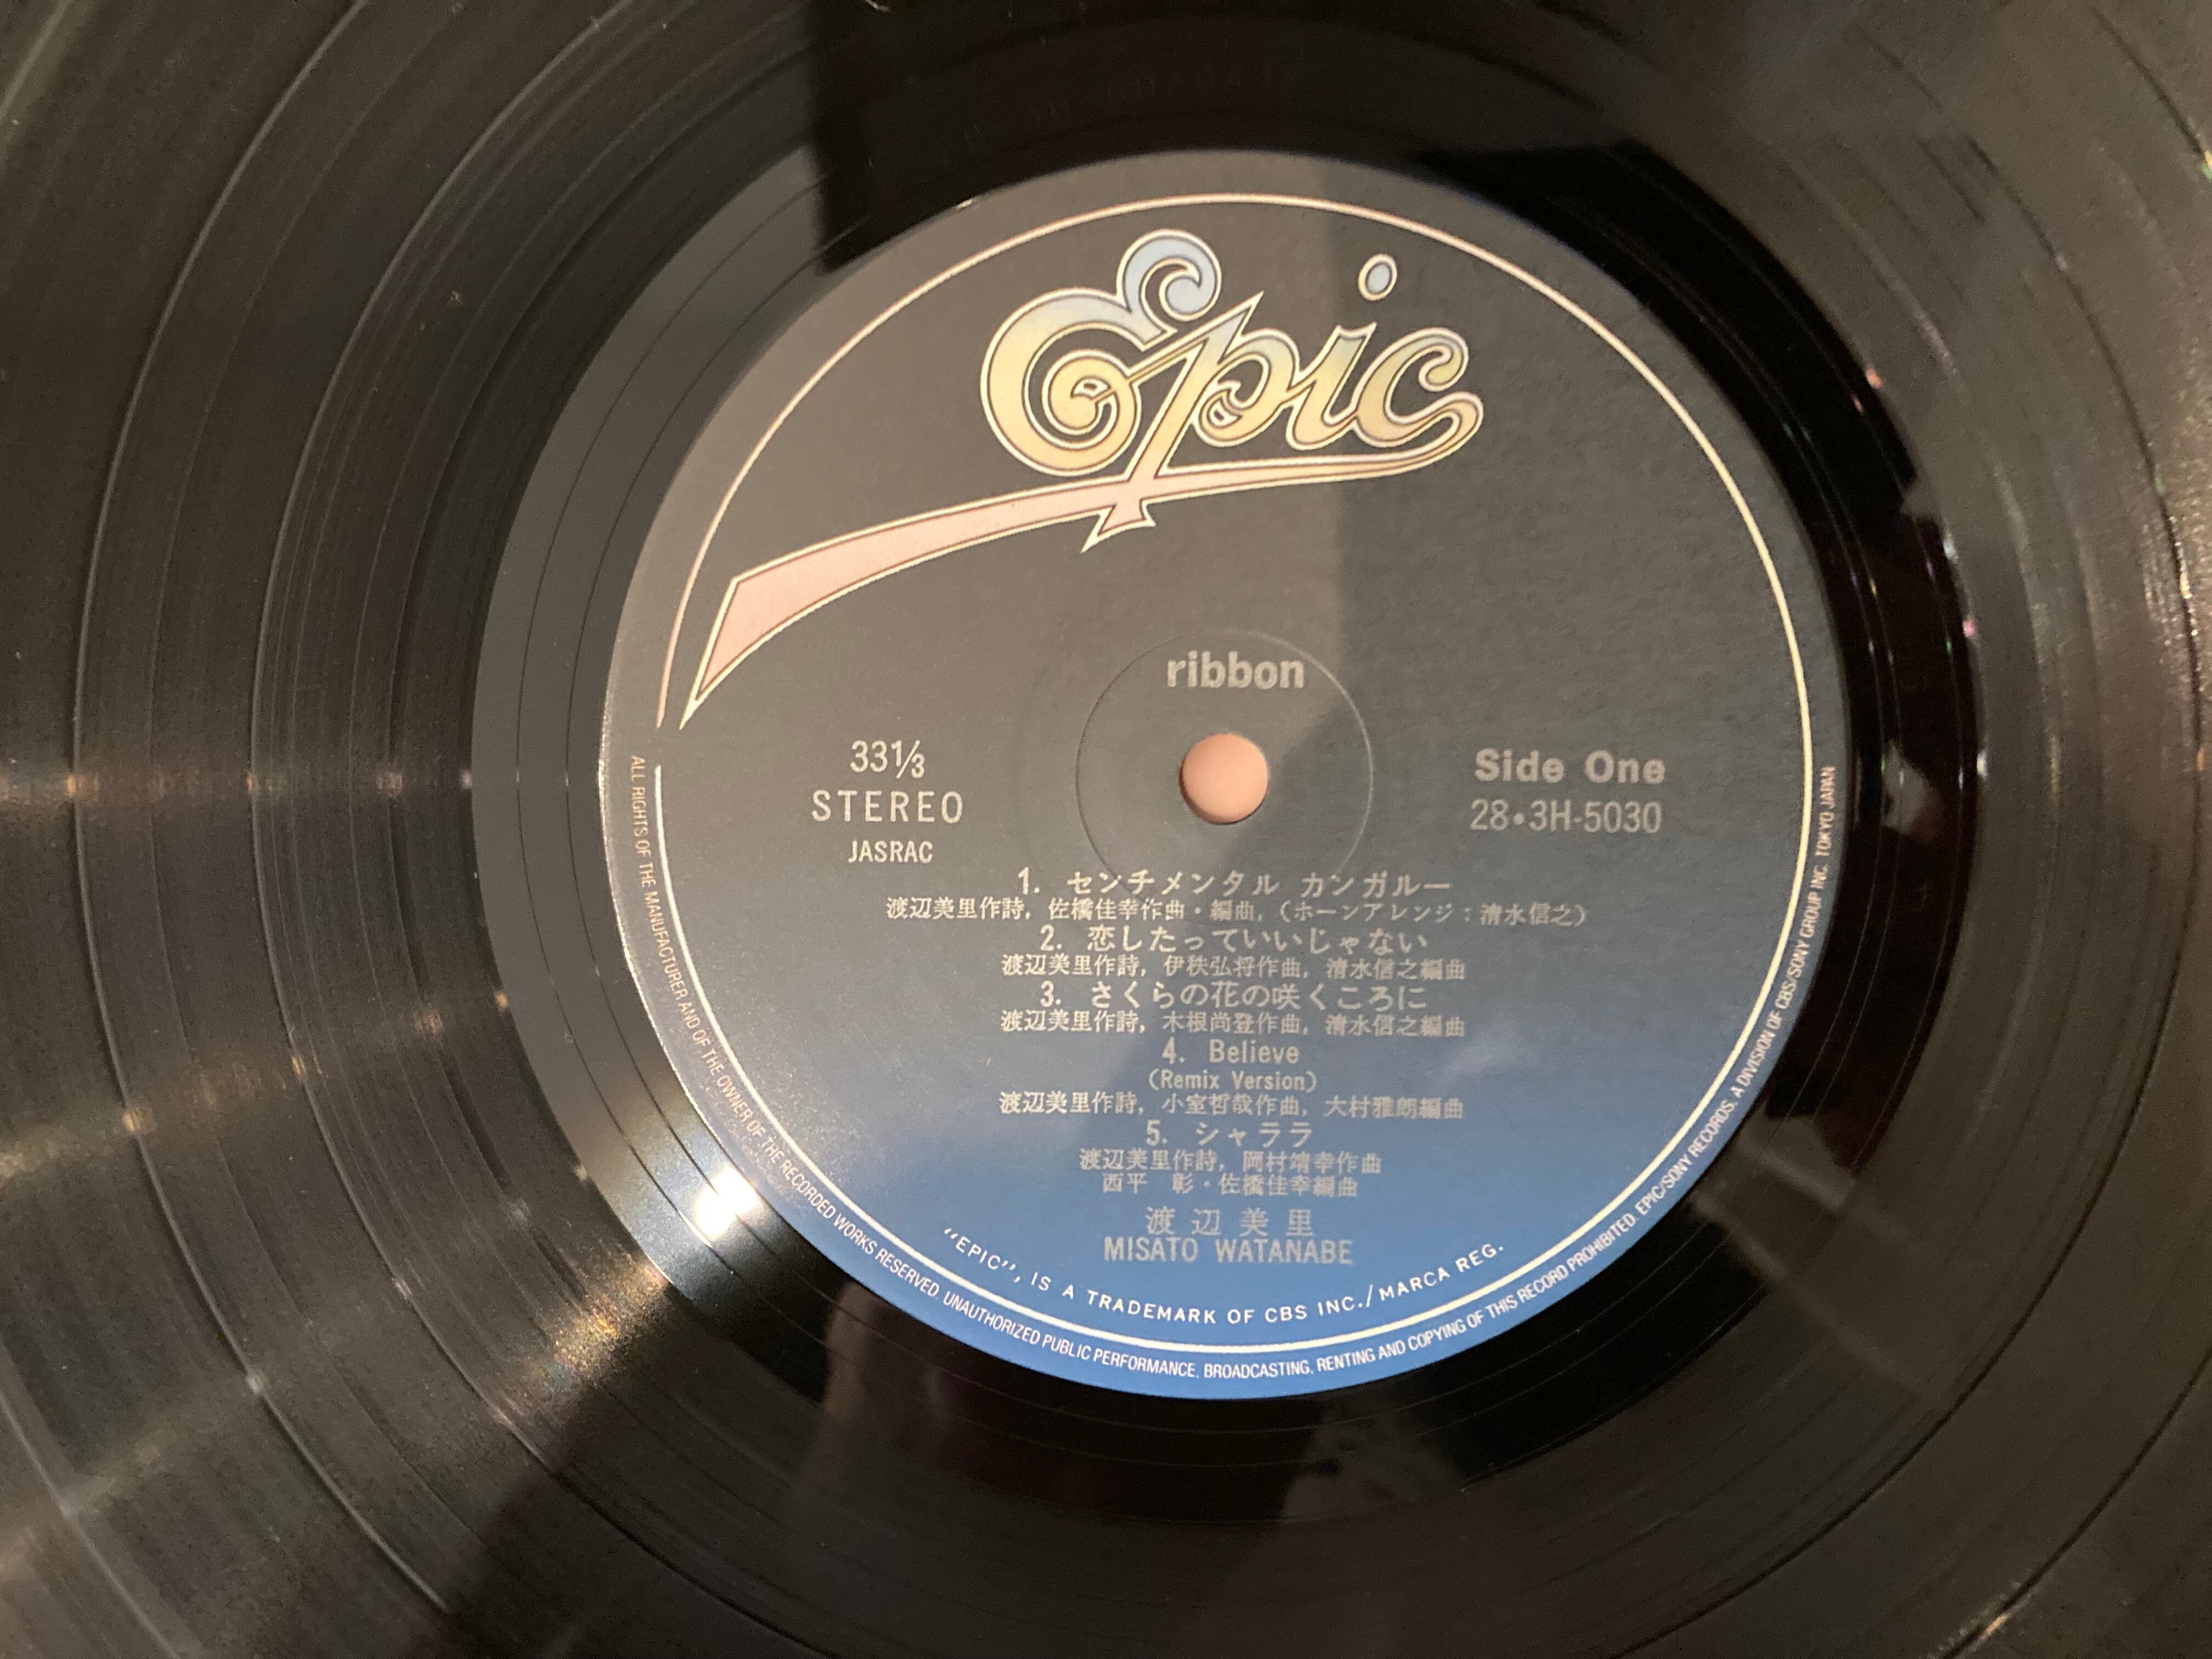 Epic
ribbon
33⅓
STEREO
JASRAC
Side One
28・3H-5030
1. センチメンタル カンガルー
渡辺美里作詩, 佐橋佳幸作曲・編曲, (ホーンアレンジ:清水信之)
2. 恋したっていいじゃない
渡辺美里作詩, 伊秩弘将作曲, 清水信之編曲
3. さくらの花の咲くころに
渡辺美里作詩, 木根尚登作曲, 清水信之編曲
4. Believe
(Remix Version)
渡辺美里作詩, 小室哲哉作曲, 大村雅朗編曲
5. シャララ
渡辺美里作詩, 岡村靖幸作曲
西平 彰・佐橋佳幸編曲
渡辺美里
MISATO WATANABE
"EPIC", IS A TRADEMARK OF CBS INC./MARCA REG.
ALL RIGHTS OF THE MANUFACTURER AND OF THE OWNER OF THE RECORDED WORKS RESERVED. UNAUTHORIZED PUBLIC PERFORMANCE, BROADCASTING, RENTING AND COPYING OF THIS RECORD PROHIBITED. EPIC/SONY RECORDS. A DIVISION OF CBS/SONY GROUP INC. TOKYO JAPAN